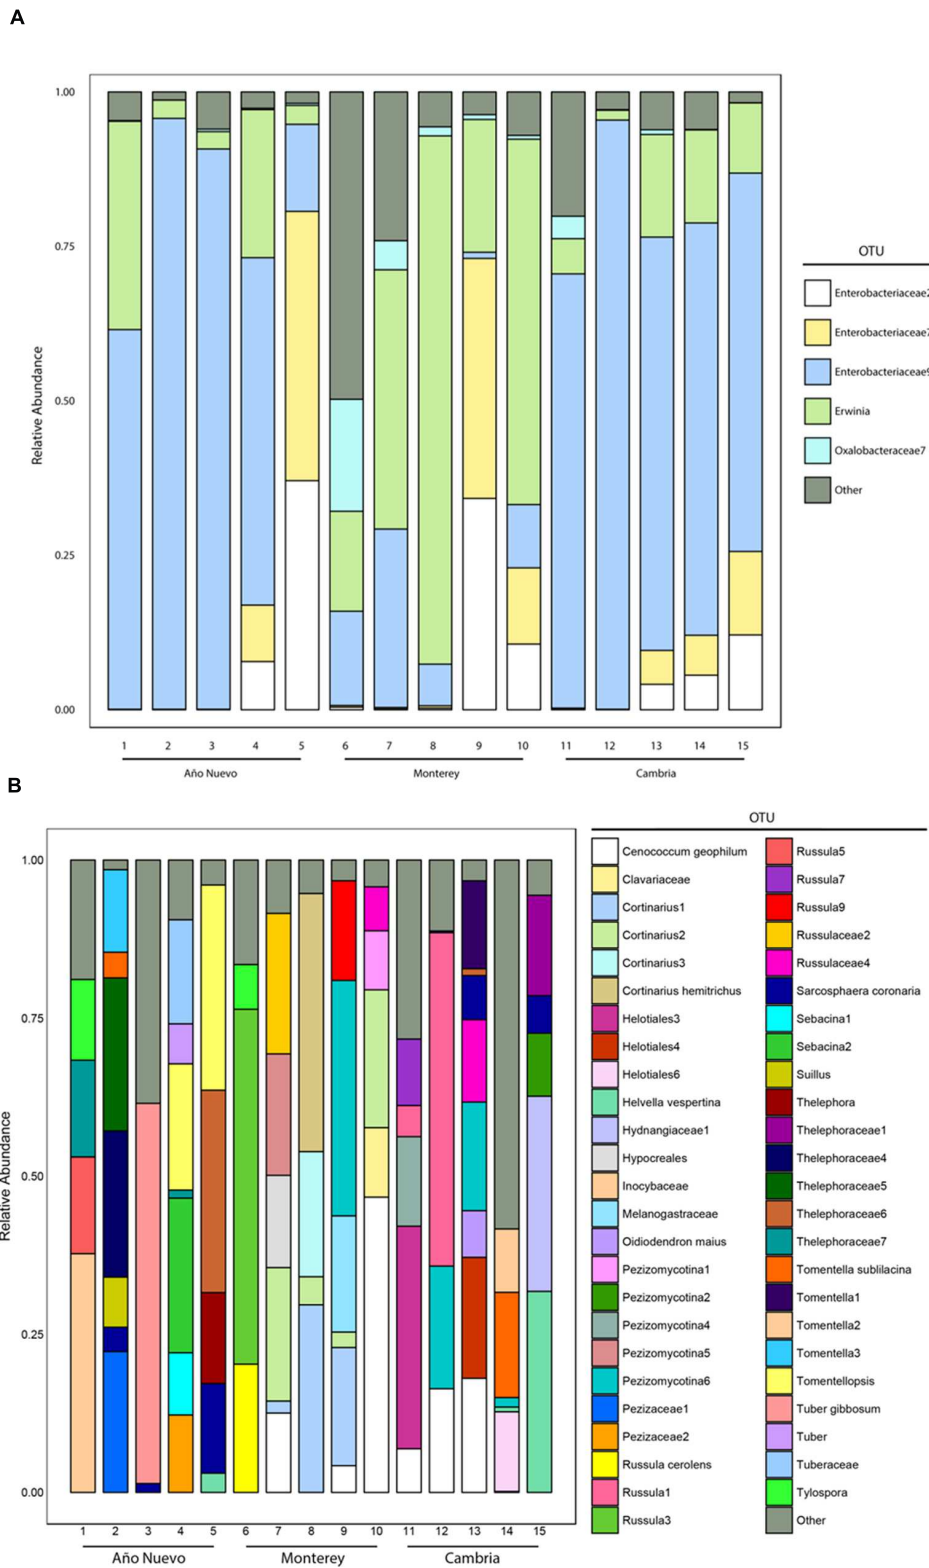 A
1.00
0.75
0.50
0.25
0.00
Relative Abundance
1 2 3 4 5 6 7 8 9 10 11 12 13 14 15
Año Nuevo Monterey Cambria
OTU
Enterobacteriaceae2
Enterobacteriaceae7
Enterobacteriaceae9
Erwinia
Oxalobacteraceae7
Other
B
1.00
0.75
0.50
0.25
0.00
Relative Abundance
1 2 3 4 5 6 7 8 9 10 11 12 13 14 15
Año Nuevo Monterey Cambria
OTU
Cenococcum geophilum
Clavariaceae
Cortinarius1
Cortinarius2
Cortinarius3
Cortinarius hemitrichus
Helotiales3
Helotiales4
Helotiales6
Helvella vespertina
Hydnangiaceae1
Hypocreales
Inocybaceae
Melanogastraceae
Oidiodendron maius
Pezizomycotina1
Pezizomycotina2
Pezizomycotina4
Pezizomycotina5
Pezizomycotina6
Pezizaceae1
Pezizaceae2
Russula cerolens
Russula1
Russula3
Russula5
Russula7
Russula9
Russulaceae2
Russulaceae4
Sarcosphaera coronaria
Sebacina1
Sebacina2
Suillus
Thelephora
Thelephoraceae1
Thelephoraceae4
Thelephoraceae5
Thelephoraceae6
Thelephoraceae7
Tomentella sublilacina
Tomentella1
Tomentella2
Tomentella3
Tomentellopsis
Tuber gibbosum
Tuber
Tuberaceae
Tylospora
Other